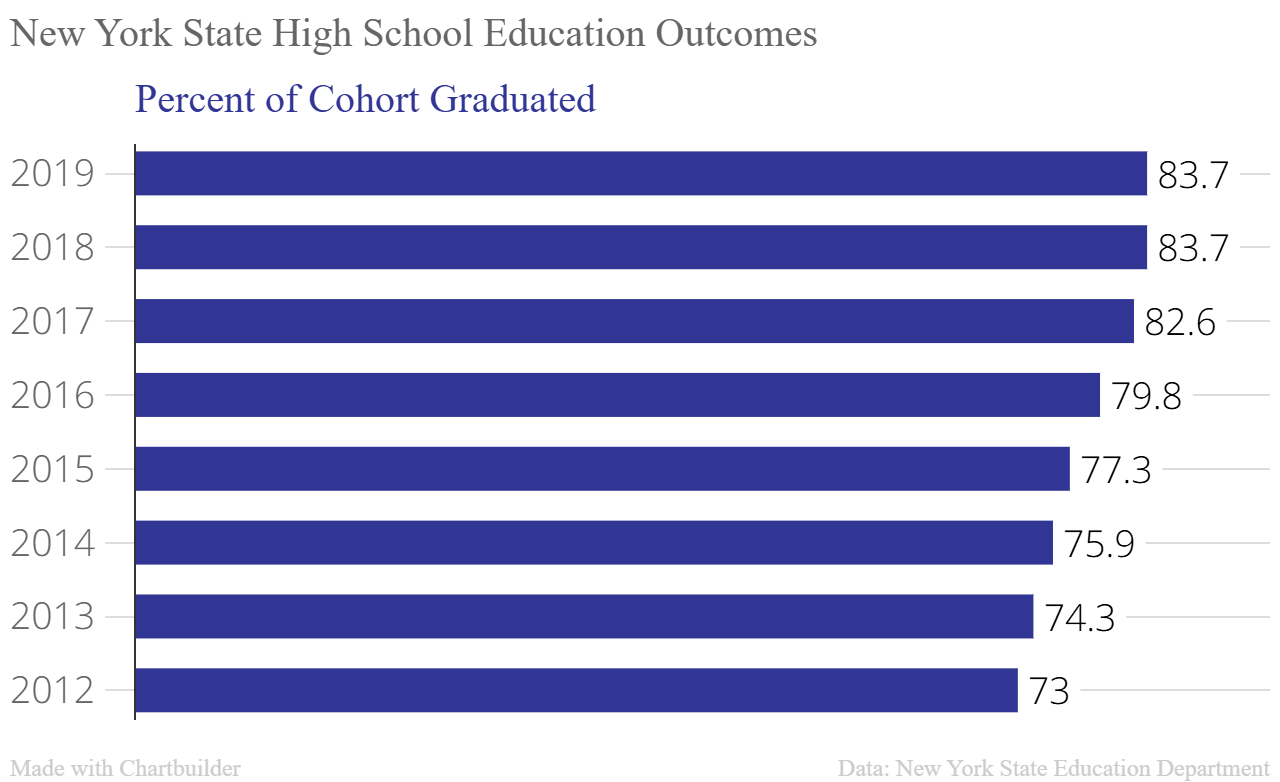 New York State High School Education Outcomes
Percent of Cohort Graduated
2019 83.7
2018 83.7
2017 82.6
2016 79.8
2015 77.3
2014 75.9
2013 74.3
2012 73
Made with Chartbuilder Data: New York State Education Department